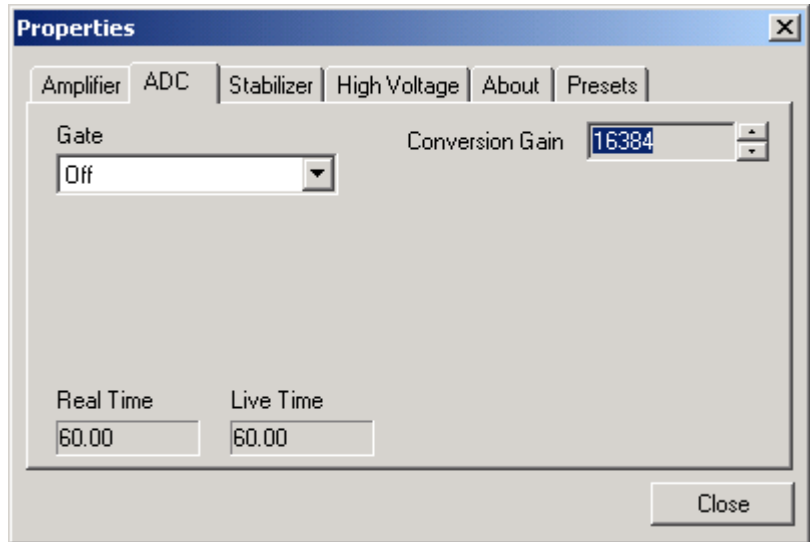 Properties
Amplifier ADC Stabilizer High Voltage About Presets
Gate
Conversion Gain 16384
Off
Real Time Live Time
60.00 60.00
Close